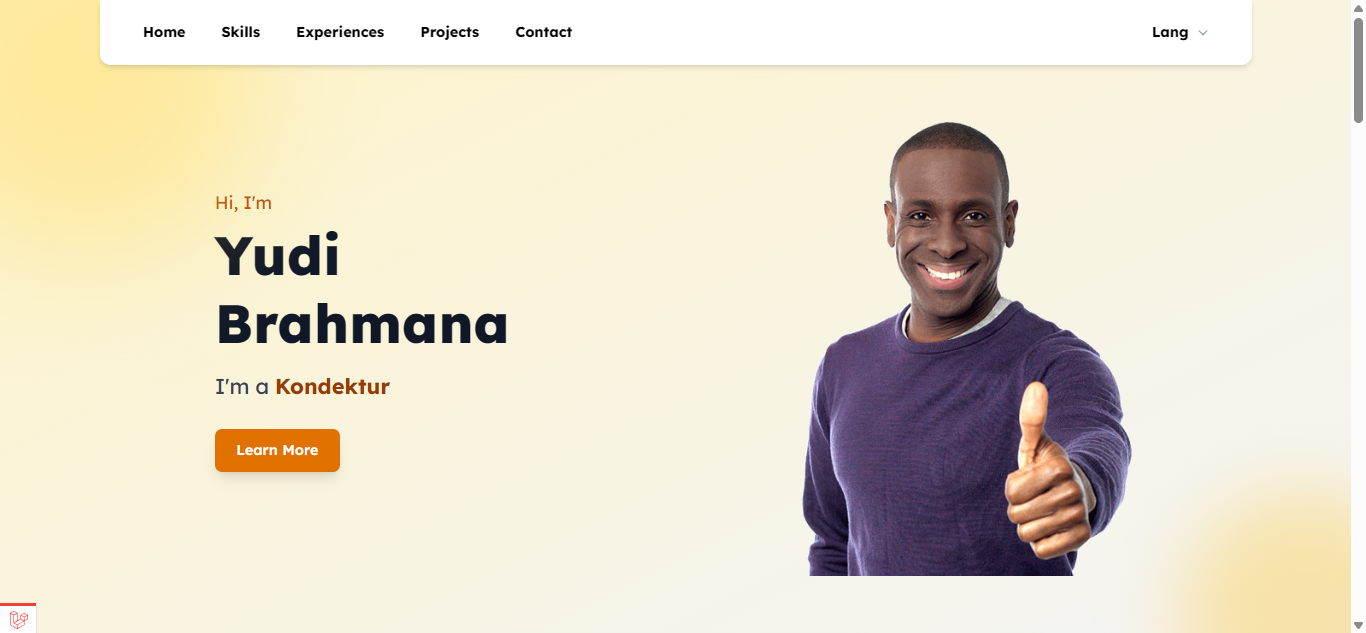 Home Skills Experiences Projects Contact Lang
Hi, I'm
Yudi
Brahmana
I'm a Kondektur
Learn More